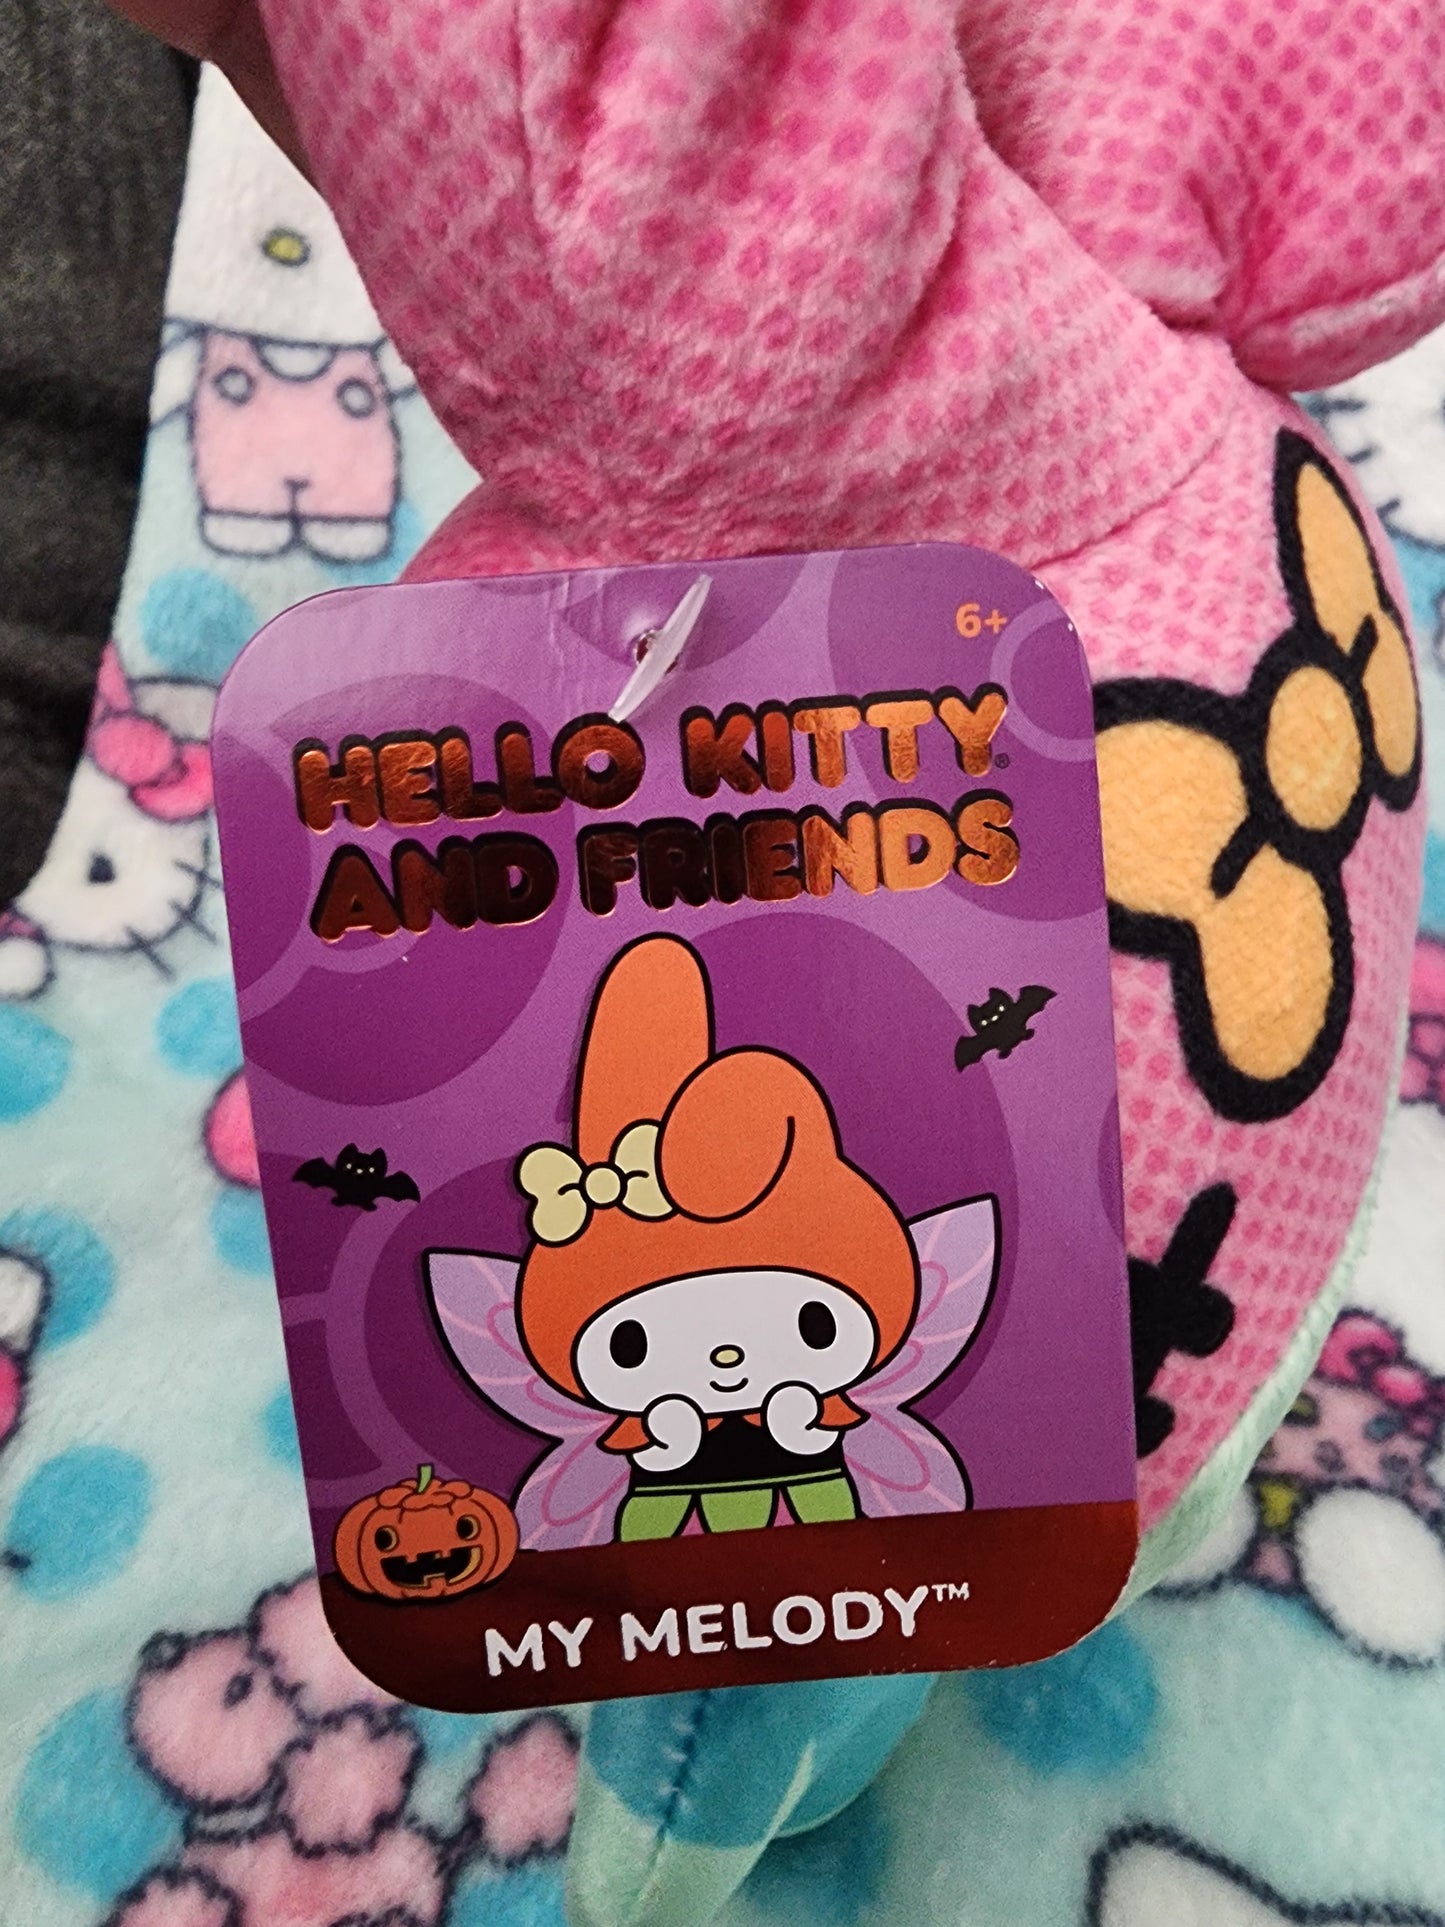 6+
HELLO KITTY®
AND FRIENDS
MY MELODY™